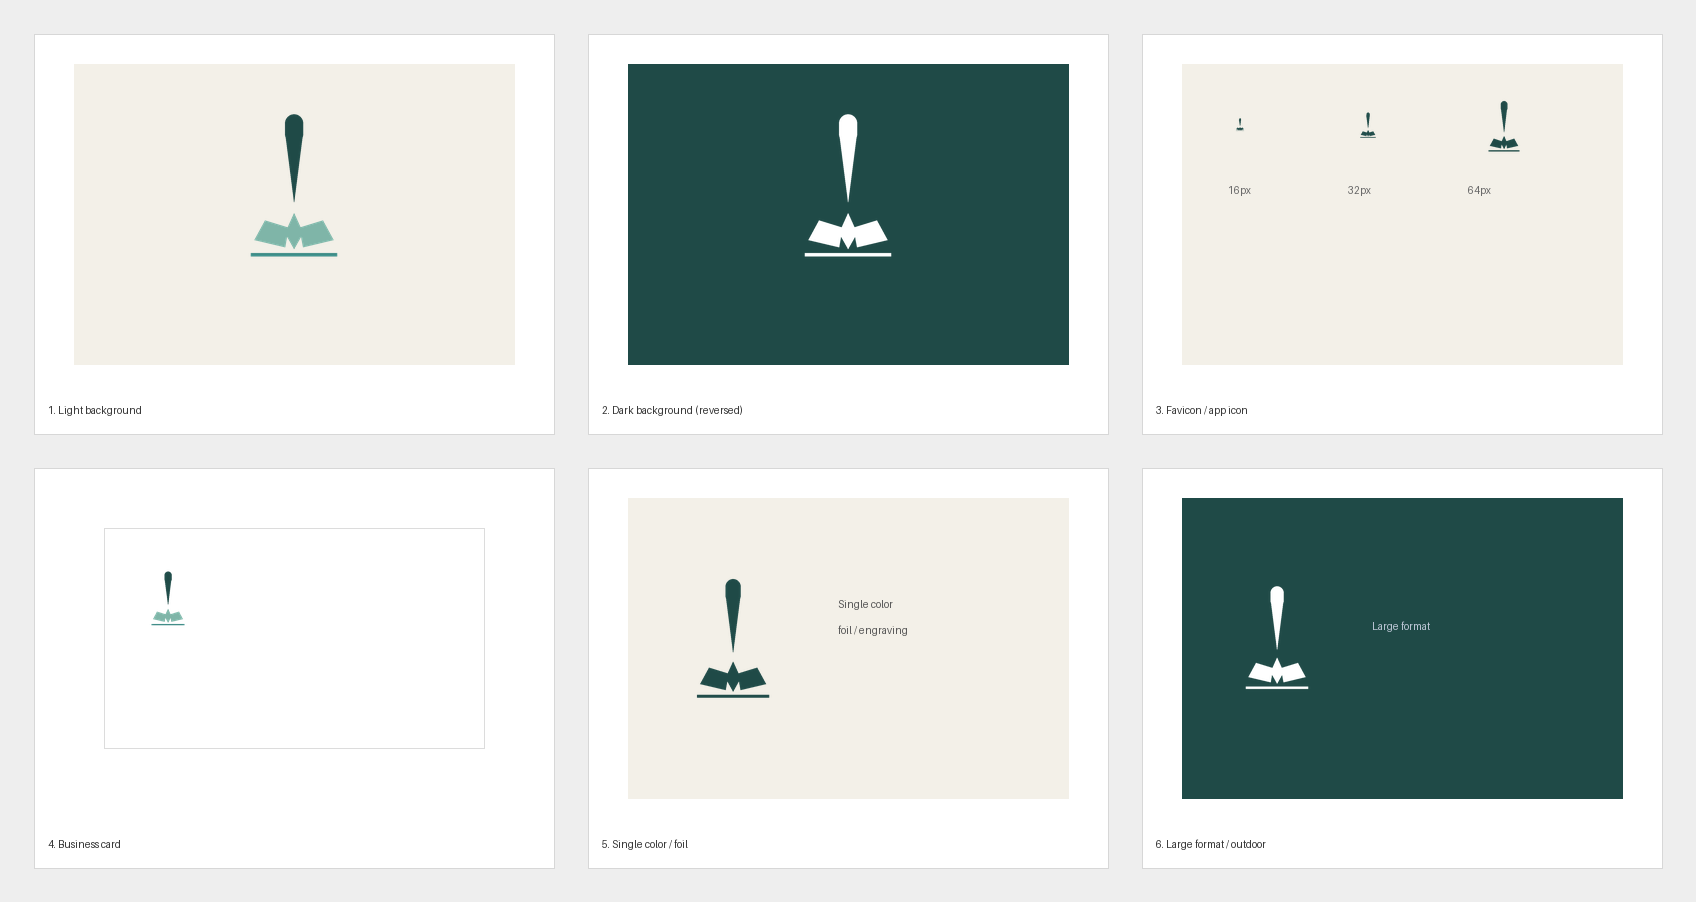 16px
32px
64px
1. Light background
2. Dark background (reversed)
3. Favicon / app icon
Single color
foil / engraving
Large format
4. Business card
5. Single color / foil
6. Large format / outdoor